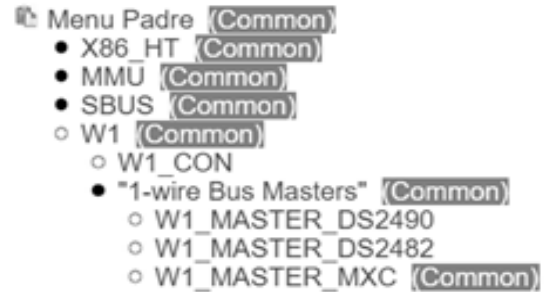 Menu Padre (Common)
X86_HT (Common)
MMU (Common)
SBUS (Common)
W1 (Common)
W1_CON
"1-wire Bus Masters" (Common)
W1_MASTER_DS2490
W1_MASTER_DS2482
W1_MASTER_MXC (Common)